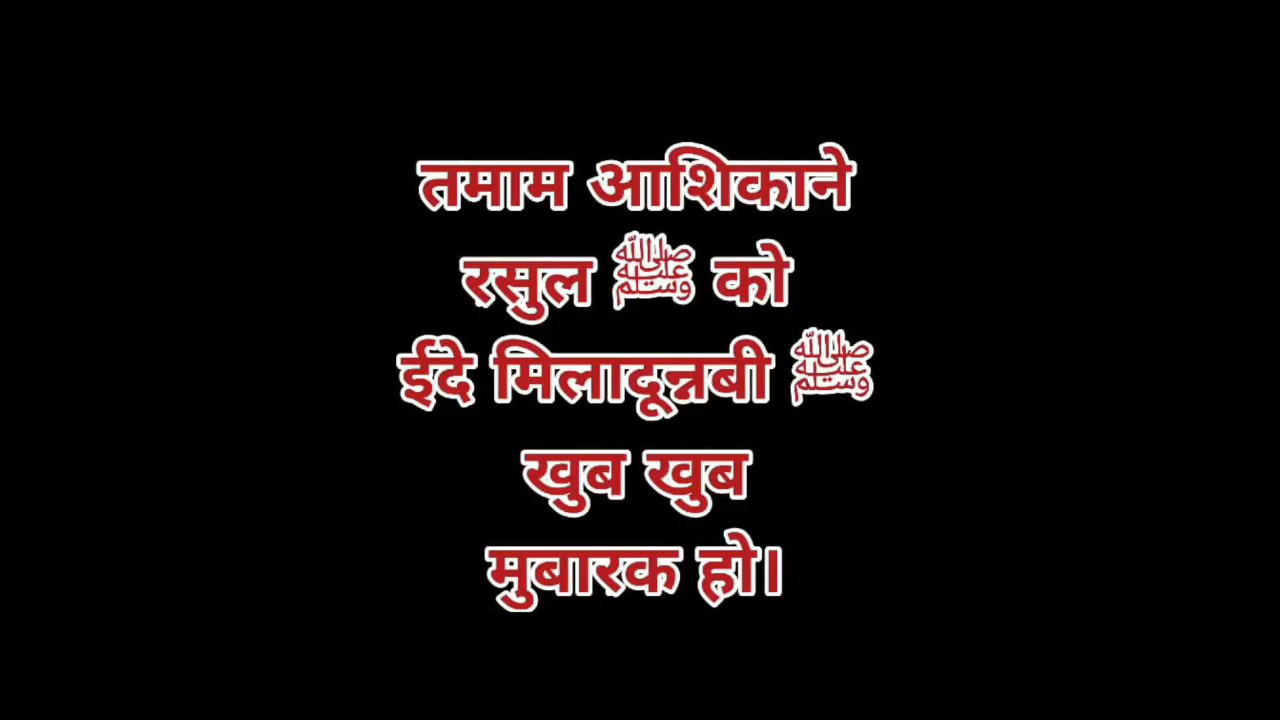 तमाम आशिकाने
रसुल ﷺ को
ईदे मिलादून्नबी ﷺ
खुब खुब
मुबारक हो।